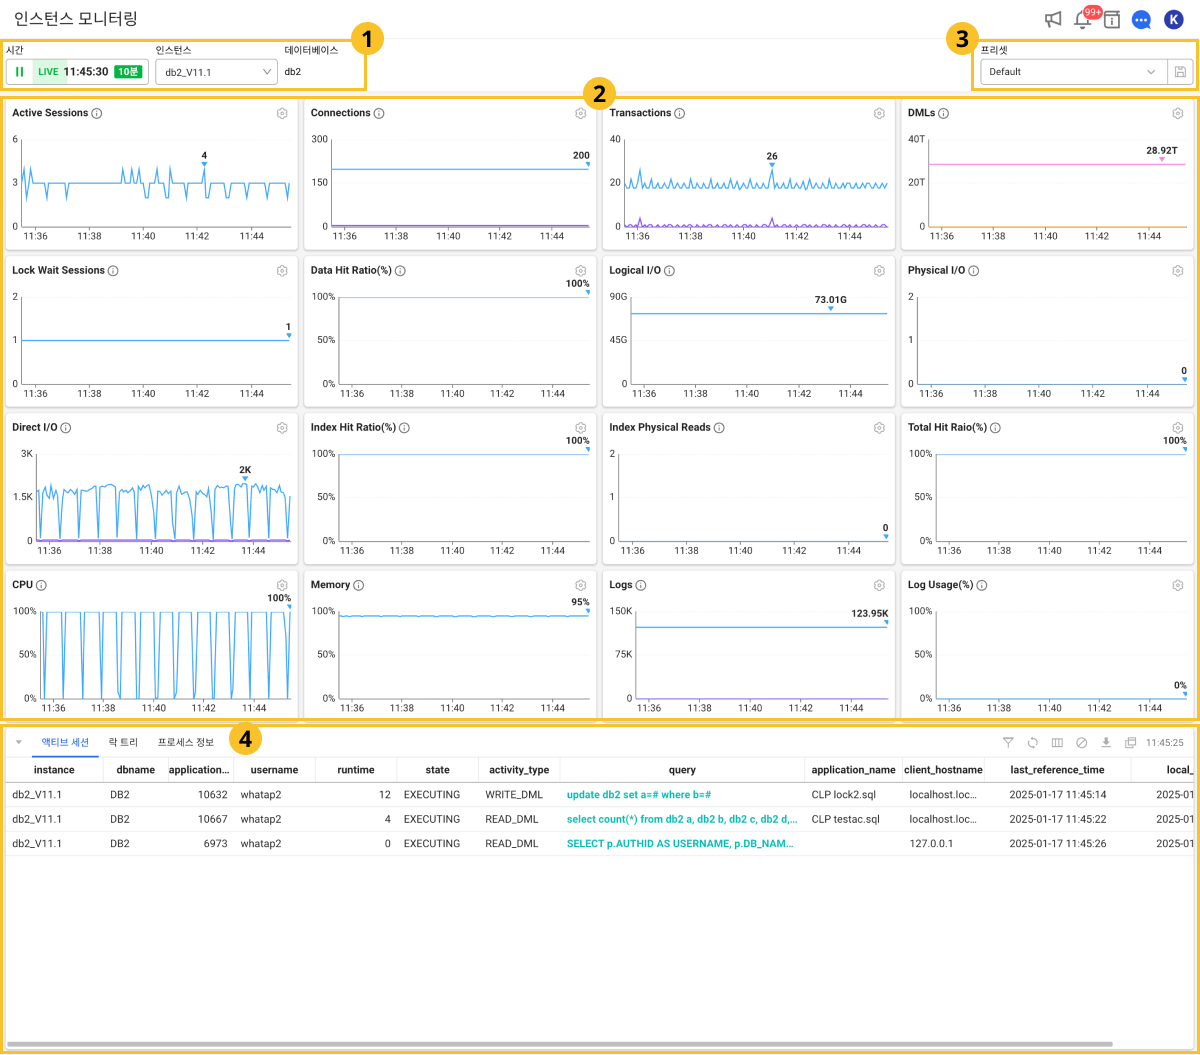 인스턴스 모니터링
99+
K
1
시간
인스턴스
데이터베이스
LIVE 11:45:30 10분
db2_V11.1
db2
3
프리셋
Default
2
Active Sessions
6
3
0
4
11:36 11:38 11:40 11:42 11:44
Connections
300
150
0
200
11:36 11:38 11:40 11:42 11:44
Transactions
40
20
0
26
11:36 11:38 11:40 11:42 11:44
DMLs
40T
20T
0
28.92T
11:36 11:38 11:40 11:42 11:44
Lock Wait Sessions
2
1
0
1
11:36 11:38 11:40 11:42 11:44
Data Hit Ratio(%)
100%
100%
50%
0%
11:36 11:38 11:40 11:42 11:44
Logical I/O
90G
45G
0
73.01G
11:36 11:38 11:40 11:42 11:44
Physical I/O
2
1
0
0
11:36 11:38 11:40 11:42 11:44
Direct I/O
3K
1.5K
0
2K
11:36 11:38 11:40 11:42 11:44
Index Hit Ratio(%)
100%
100%
50%
0%
11:36 11:38 11:40 11:42 11:44
Index Physical Reads
2
1
0
0
11:36 11:38 11:40 11:42 11:44
Total Hit Raio(%)
100%
100%
50%
0%
11:36 11:38 11:40 11:42 11:44
CPU
100%
100%
50%
0%
11:36 11:38 11:40 11:42 11:44
Memory
95%
100%
50%
0%
11:36 11:38 11:40 11:42 11:44
Logs
150K
75K
0
123.95K
11:36 11:38 11:40 11:42 11:44
Log Usage(%)
100%
50%
0%
0%
11:36 11:38 11:40 11:42 11:44
액티브 세션 락 트리 프로세스 정보 4
11:45:25
instance dbname application... username runtime state activity_type query application_name client_hostname last_reference_time local_
db2_V11.1 DB2 10632 whatap2 12 EXECUTING WRITE_DML update db2 set a=# where b=# CLP lock2.sql localhost.loc... 2025-01-17 11:45:14 2025-01
db2_V11.1 DB2 10667 whatap2 4 EXECUTING READ_DML select count(*) from db2 a, db2 b, db2 c, db2 d,... CLP testac.sql localhost.loc... 2025-01-17 11:45:22 2025-01
db2_V11.1 DB2 6973 whatap2 0 EXECUTING READ_DML SELECT p.AUTHID AS USERNAME, p.DB_NAM... 127.0.0.1 2025-01-17 11:45:26 2025-01